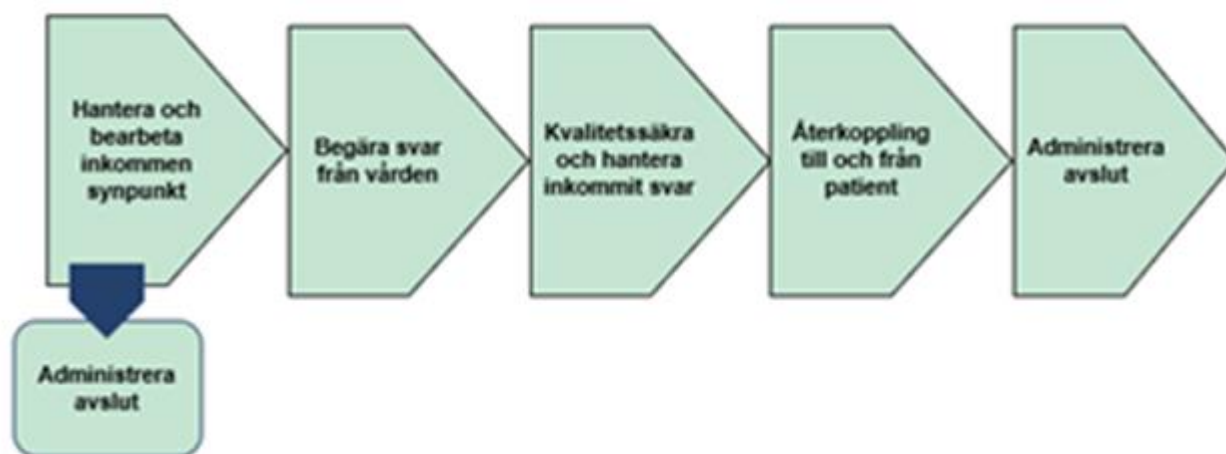 Hantera och
bearbeta
inkommen
synpunkt
Begära svar
från vården
Kvalitetssäkra
och hantera
inkommit svar
Återkoppling
till och från
patient
Administrera
avslut
Administrera
avslut